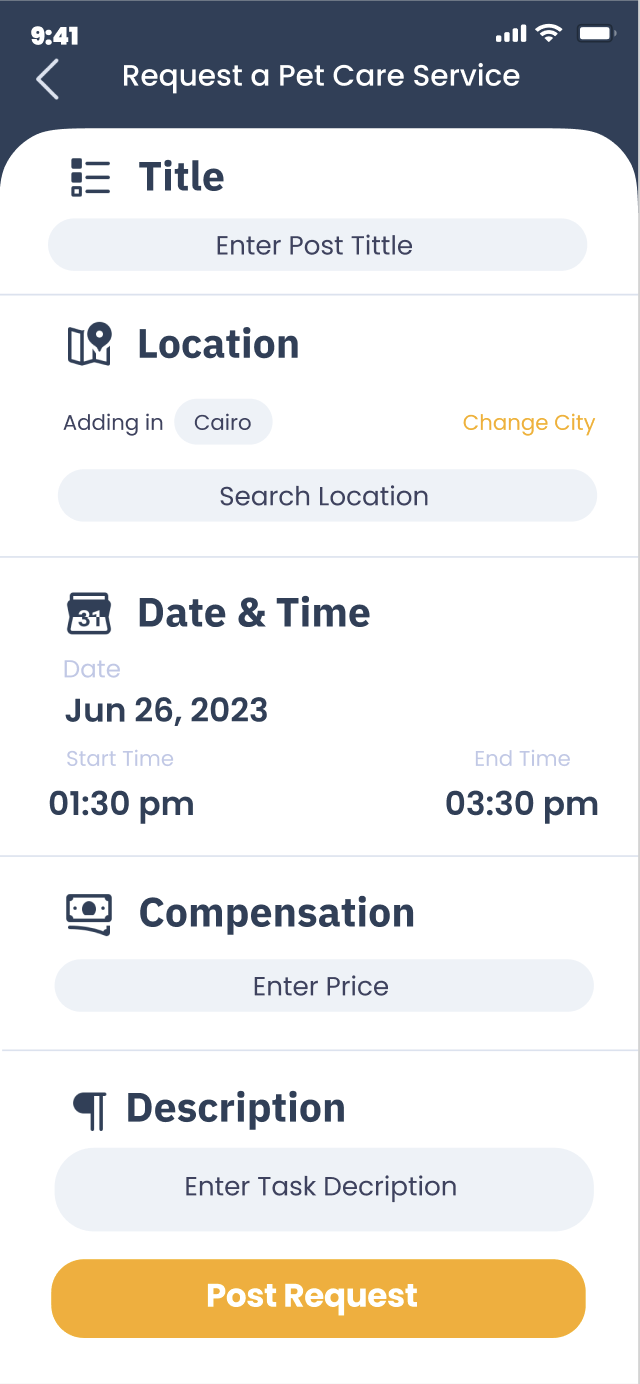 9:41
Request a Pet Care Service
Title
Enter Post Tittle
Location
Adding in Cairo Change City
Search Location
31 Date & Time
Date
Jun 26, 2023
Start Time End Time
01:30 pm 03:30 pm
Compensation
Enter Price
Description
Enter Task Decription
Post Request